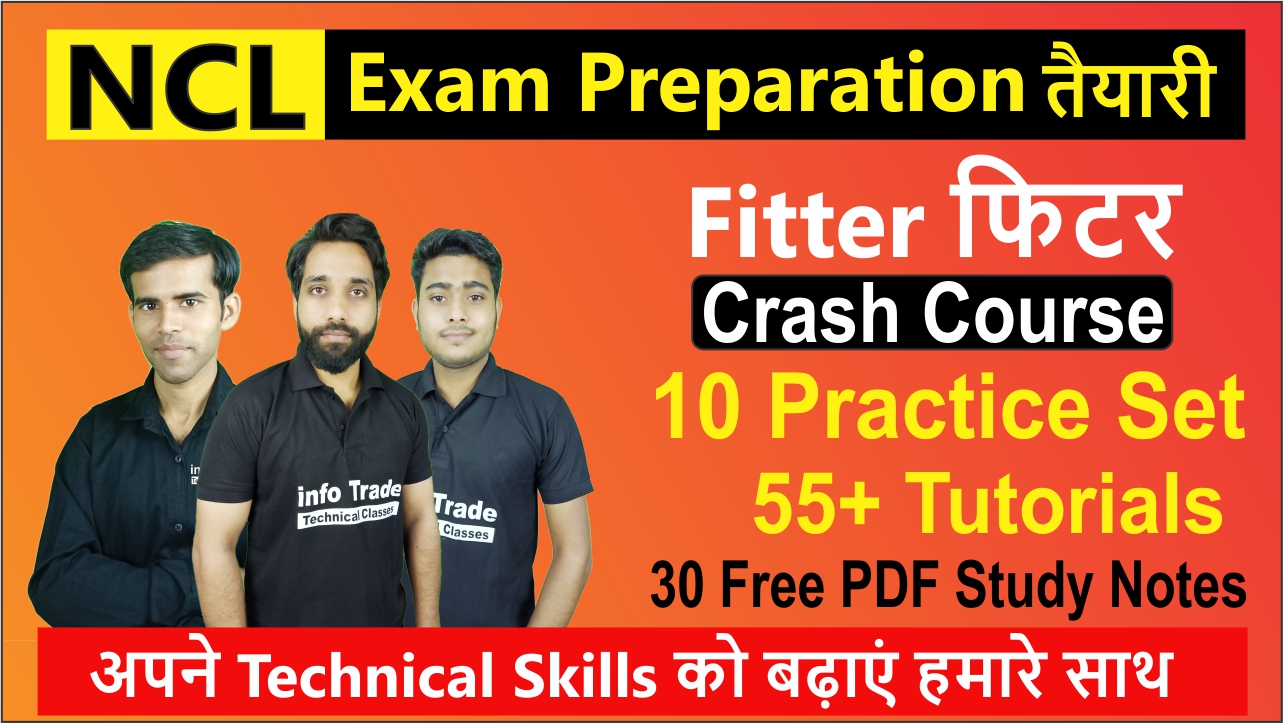 NCL Exam Preparation तैयारी
Fitter फिटर
Crash Course
10 Practice Set
55+ Tutorials
30 Free PDF Study Notes
in
info Trade
Technical Classes
Trade
Classes
अपने Technical Skills को बढ़ाएं हमारे साथ